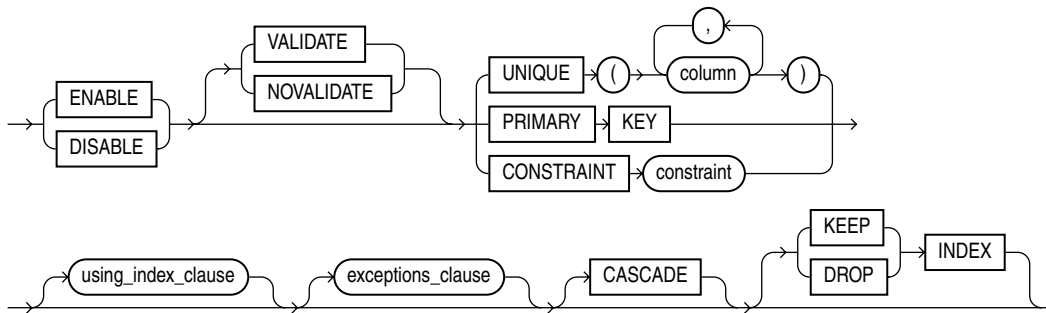 ,
VALIDATE
UNIQUE ( column )
ENABLE NOVALIDATE
PRIMARY KEY
DISABLE
CONSTRAINT constraint
KEEP
using_index_clause exceptions_clause CASCADE INDEX
DROP